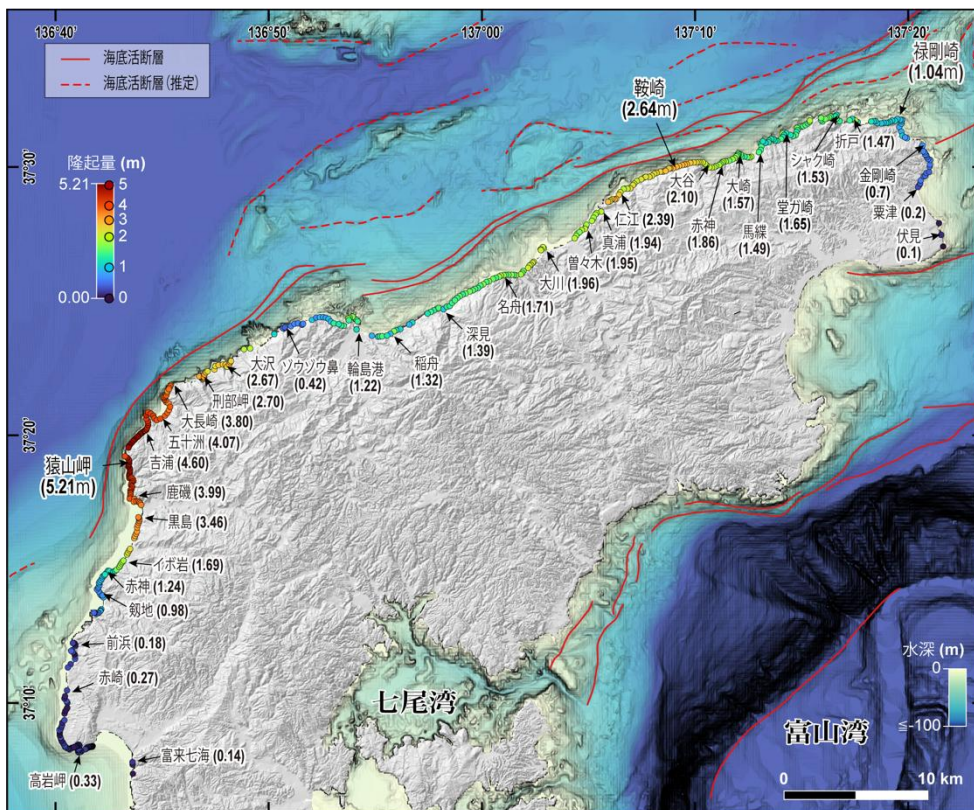 136°40'
136°50'
137°00'
137°10'
137°20'
海底活断層
海底活断層(推定)
禄剛崎
(1.04m)
鞍崎
(2.64m)
37°30'
隆起量 (m)
5.21
5
4
3
2
1
0.00
0
折戸 (1.47)
シャク崎
(1.53)
金剛崎
(0.7)
粟津
(0.2)
伏見
(0.1)
堂ガ崎
(1.65)
馬緤
(1.49)
大崎
(1.57)
赤神
(1.86)
大谷
(2.10)
仁江 (2.39)
真浦 (1.94)
曽々木 (1.95)
大川 (1.96)
名舟 (1.71)
深見
(1.39)
稲舟
(1.32)
輪島港
(1.22)
ソウゾウ鼻
(0.42)
大沢
(2.67)
刑部岬
(2.70)
大長崎 (3.80)
五十洲 (4.07)
吉浦 (4.60)
37°20'
猿山岬
(5.21m)
鹿磯 (3.99)
黒島 (3.46)
イボ岩 (1.69)
赤神 (1.24)
剱地 (0.98)
前浜 (0.18)
赤崎 (0.27)
37°10'
富来七海 (0.14)
高岩岬 (0.33)
七尾湾
富山湾
水深 (m)
0
≦-100
0
10 km